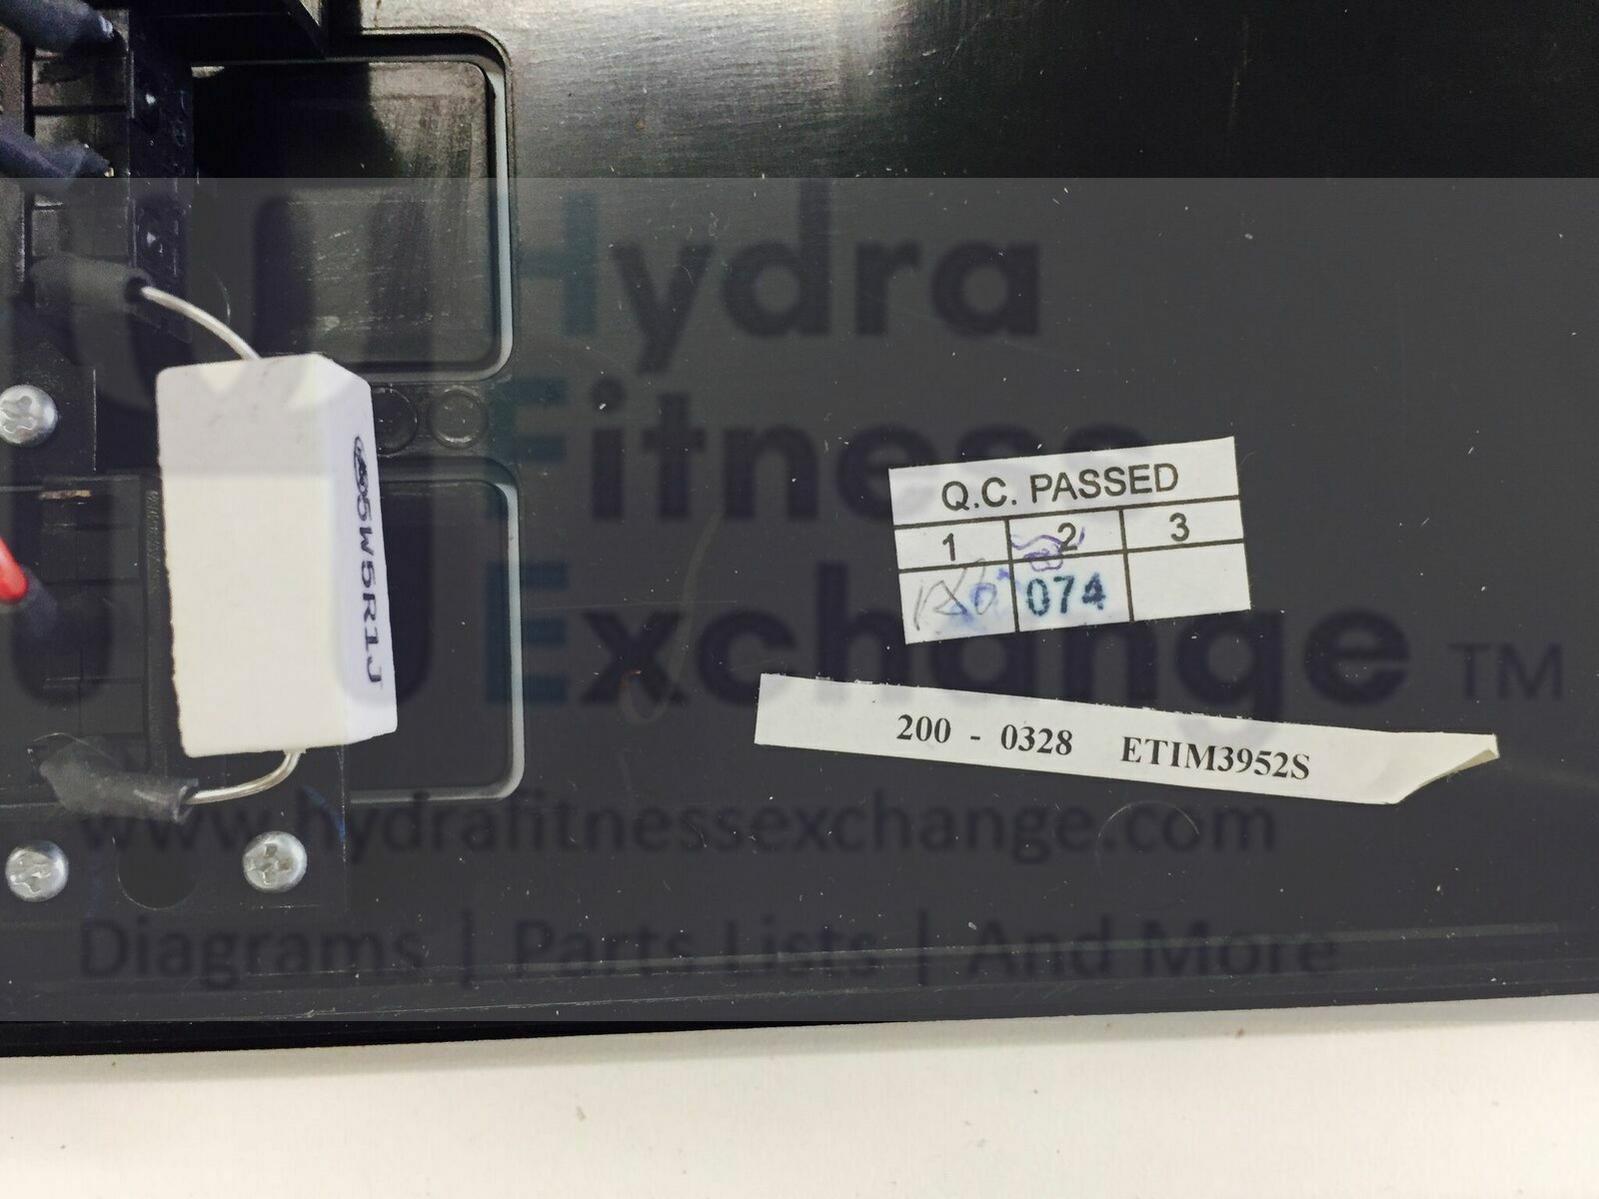 Hydra
Fitness
Exchange TM
Q.C. PASSED
1 2 3
074
5W5R1J
200 - 0328 ETIM3952S
www.hydrafitnessexchange.com
Diagrams | Parts Lists | And More